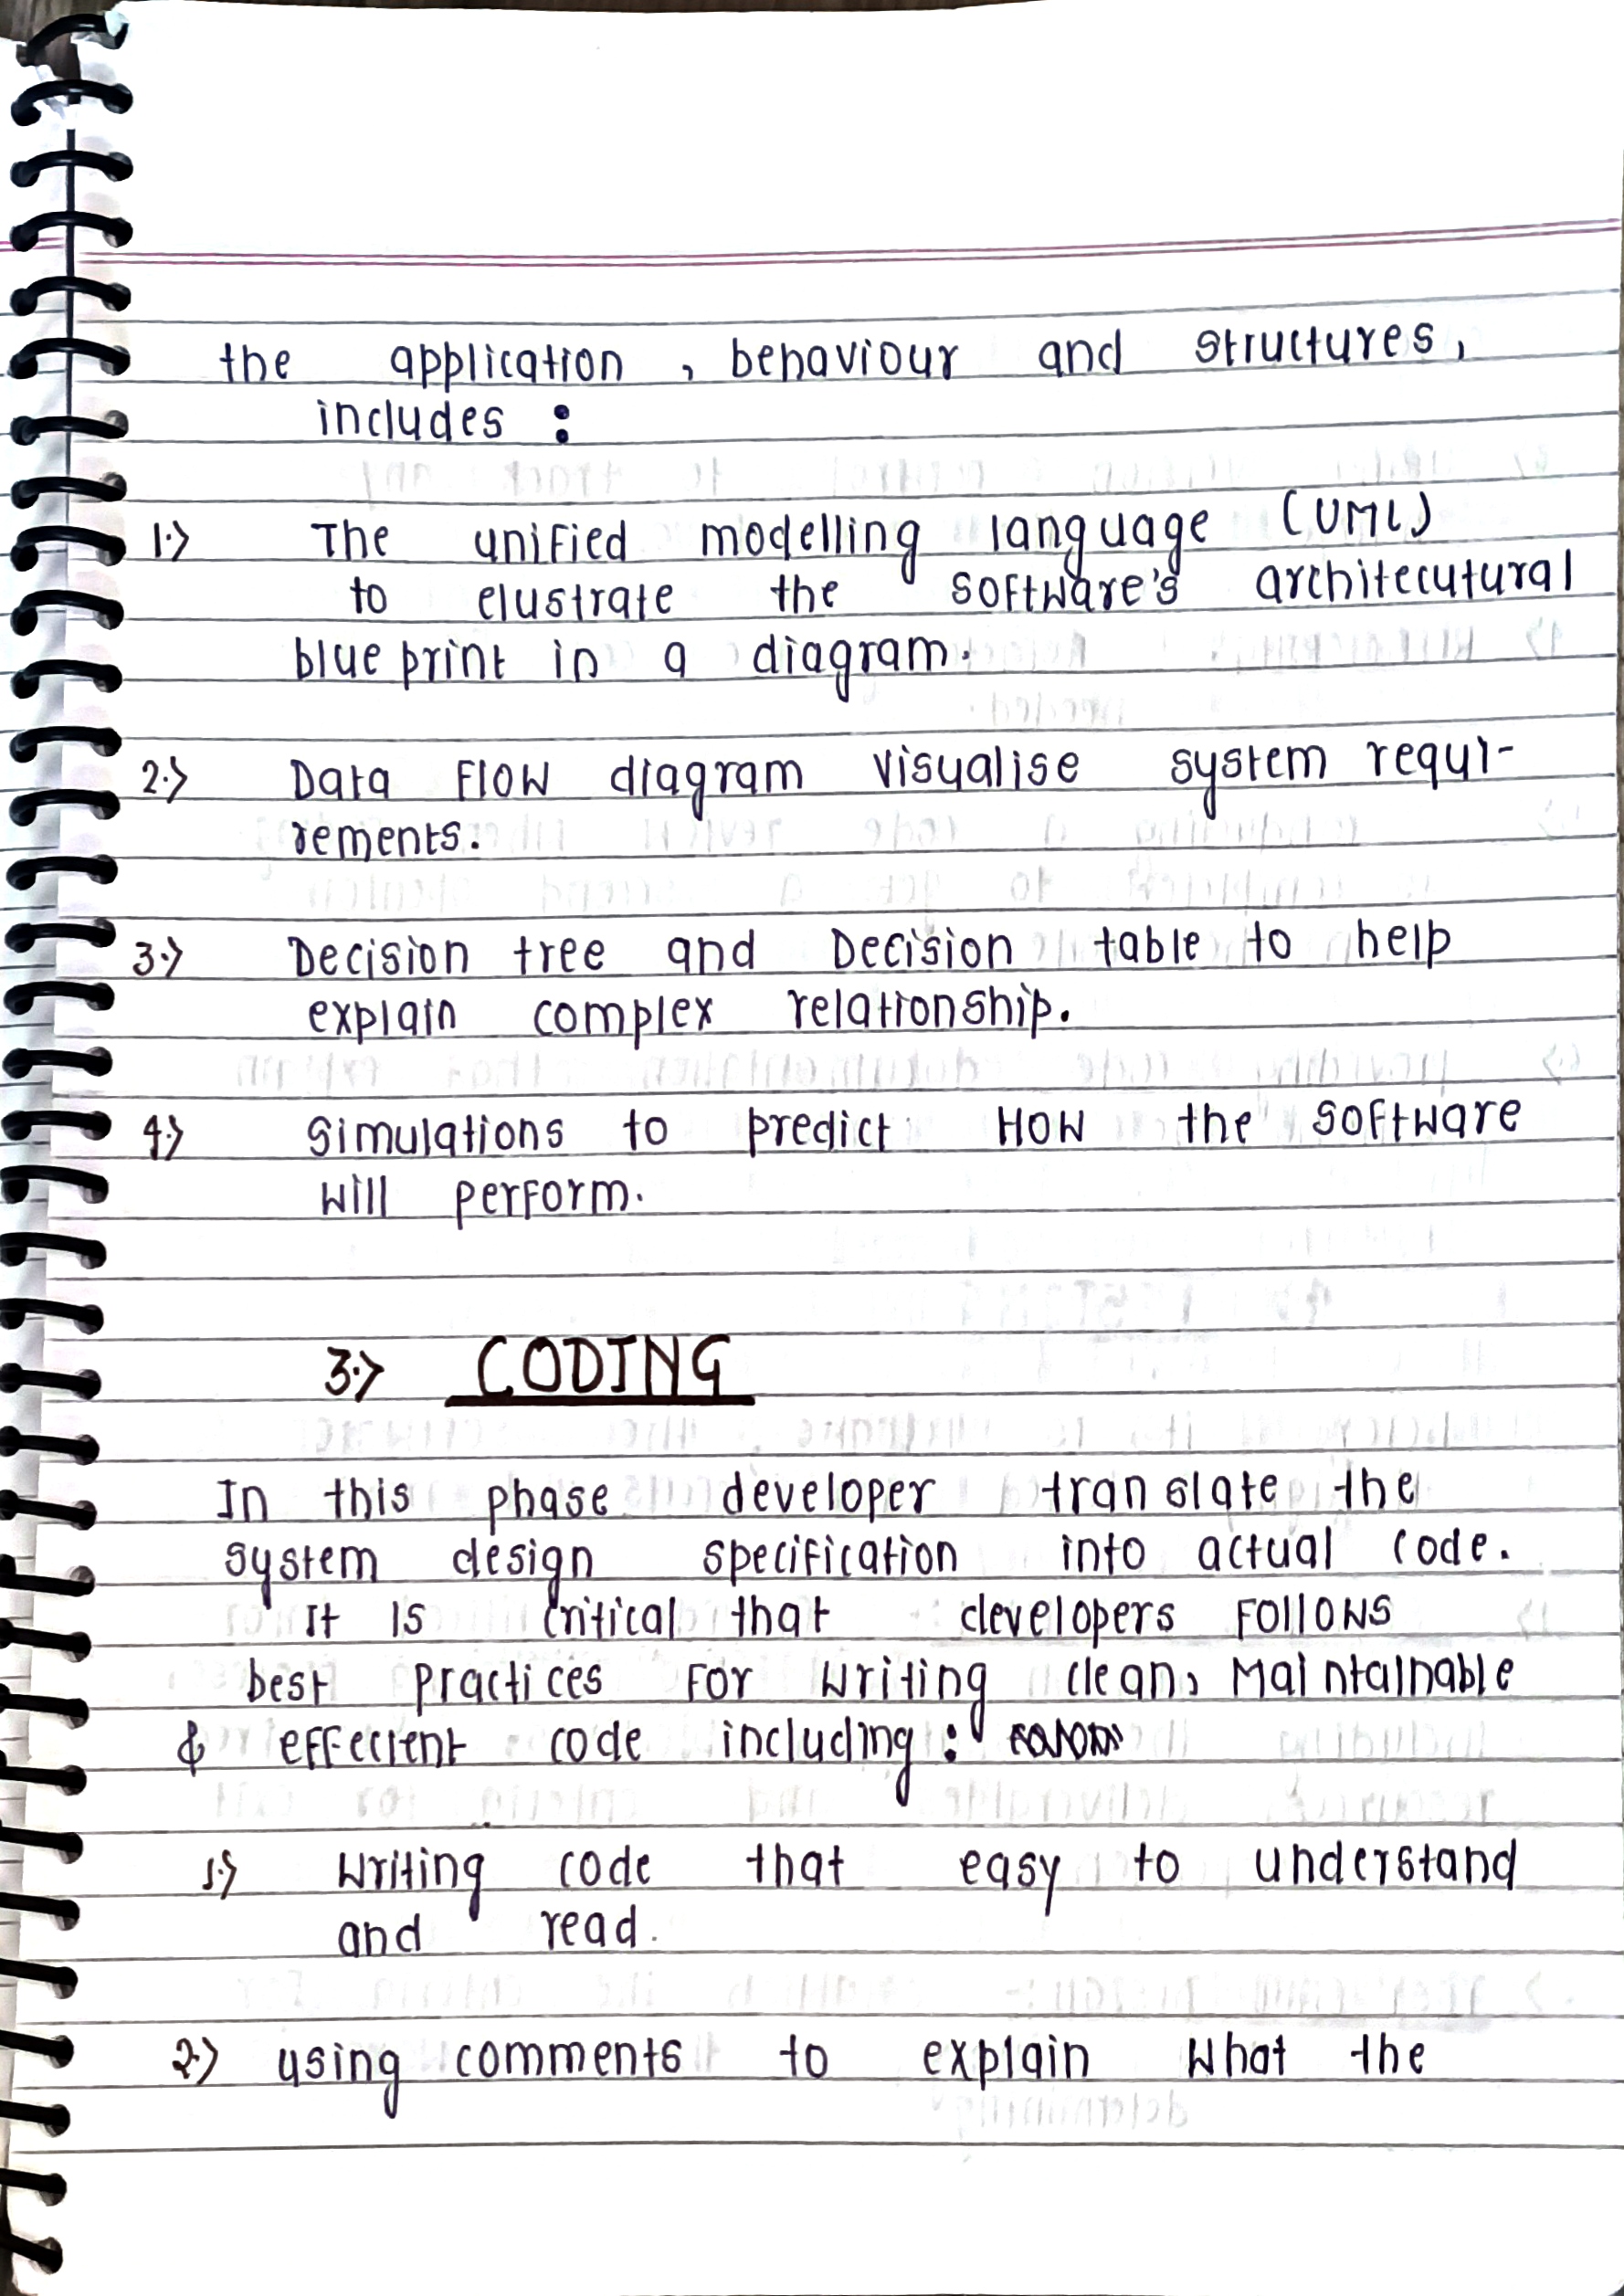 the application , behaviour and structures,
includes :
1.> The unified modelling language (UML)
to elustrate the software's architecutural
blue print in a diagram.
2.> Data Flow diagram visualise system requi-
rements.
3.> Decision tree and Decision table to help
explain complex relationship.
4.> simulations to predict How the software
will perform.
3.> CODING
In this phase developer translate the
system design specification into actual code.
It is critical that developers follows
best practices For writing clean, Maintainable
& effecient code including :
1.> writing code that easy to understand
and read.
2.> using comments to explain what the